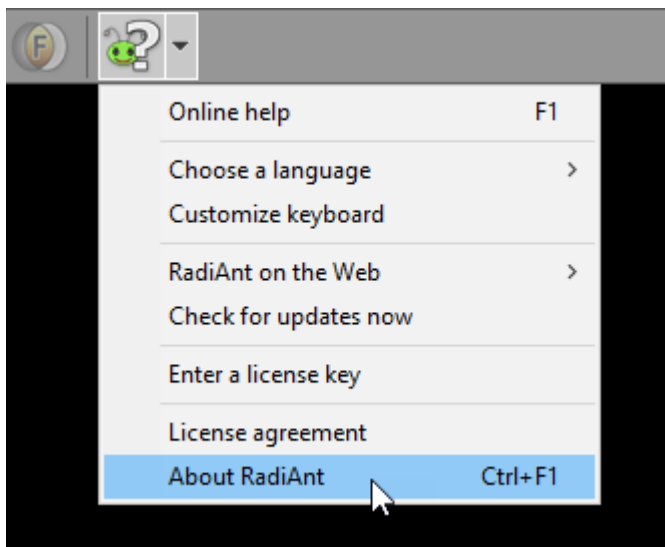 F
?
Online help F1
Choose a language >
Customize keyboard
RadiAnt on the Web >
Check for updates now
Enter a license key
License agreement
About RadiAnt Ctrl+F1